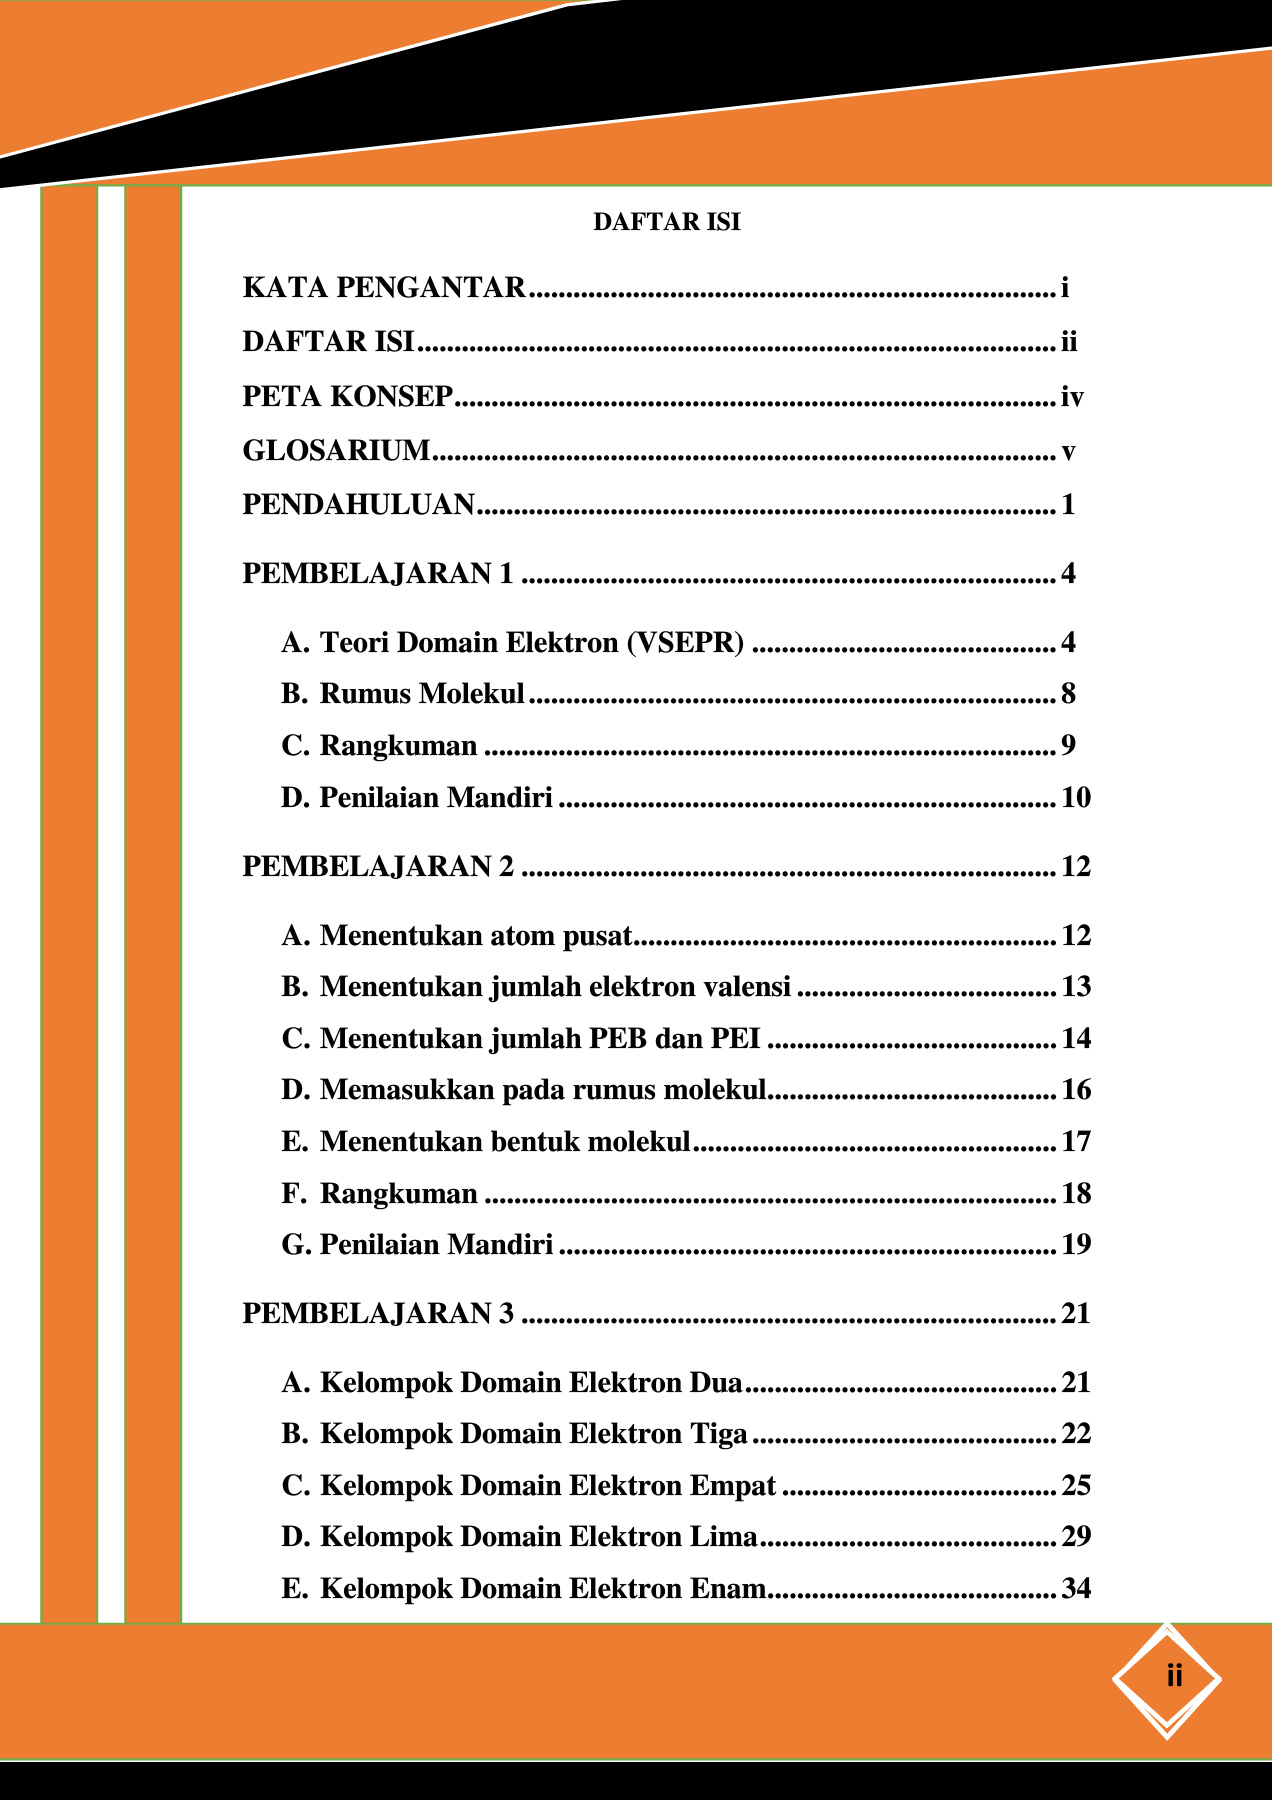 DAFTAR ISI
KATA PENGANTAR....................................................................... i
DAFTAR ISI...................................................................................... ii
PETA KONSEP................................................................................. iv
GLOSARIUM.................................................................................... v
PENDAHULUAN.............................................................................. 1
PEMBELAJARAN 1 ........................................................................ 4
A. Teori Domain Elektron (VSEPR) ......................................... 4
B. Rumus Molekul....................................................................... 8
C. Rangkuman ............................................................................. 9
D. Penilaian Mandiri ................................................................... 10
PEMBELAJARAN 2 ........................................................................ 12
A. Menentukan atom pusat......................................................... 12
B. Menentukan jumlah elektron valensi ................................... 13
C. Menentukan jumlah PEB dan PEI ....................................... 14
D. Memasukkan pada rumus molekul....................................... 16
E. Menentukan bentuk molekul................................................. 17
F. Rangkuman ............................................................................. 18
G. Penilaian Mandiri ................................................................... 19
PEMBELAJARAN 3 ........................................................................ 21
A. Kelompok Domain Elektron Dua.......................................... 21
B. Kelompok Domain Elektron Tiga ......................................... 22
C. Kelompok Domain Elektron Empat ..................................... 25
D. Kelompok Domain Elektron Lima........................................ 29
E. Kelompok Domain Elektron Enam....................................... 34
ii